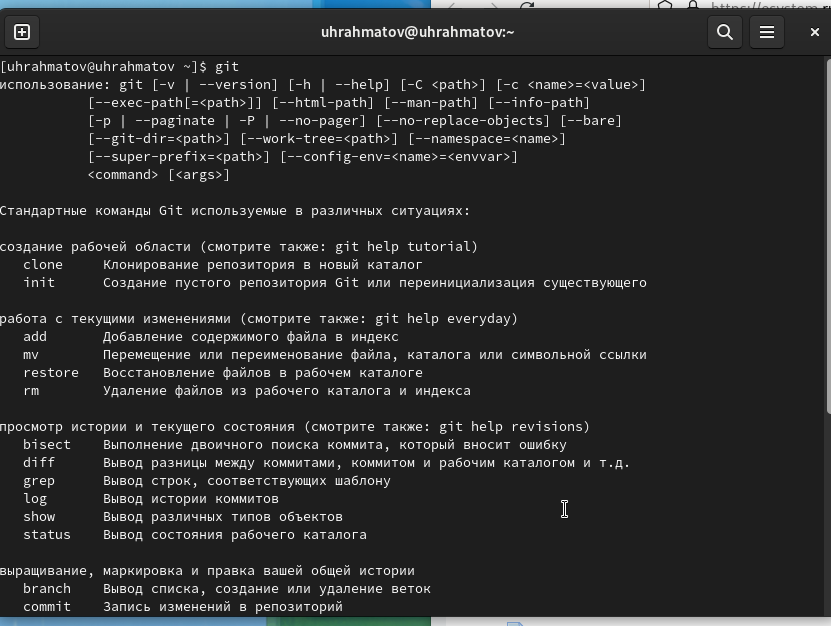 https://esystem.r
uhrahmatov@uhrahmatov:~
[uhrahmatov@uhrahmatov ~]$ git
использование: git [-v | --version] [-h | --help] [-C <path>] [-c <name>=<value>]
[--exec-path[=<path>]] [--html-path] [--man-path] [--info-path]
[-p | --paginate | -P | --no-pager] [--no-replace-objects] [--bare]
[--git-dir=<path>] [--work-tree=<path>] [--namespace=<name>]
[--super-prefix=<path>] [--config-env=<name>=<envvar>]
<command> [<args>]
Стандартные команды Git используемые в различных ситуациях:
создание рабочей области (смотрите также: git help tutorial)
clone Клонирование репозитория в новый каталог
init Создание пустого репозитория Git или переинициализация существующего
работа с текущими изменениями (смотрите также: git help everyday)
add Добавление содержимого файла в индекс
mv Перемещение или переименование файла, каталога или символьной ссылки
restore Восстановление файлов в рабочем каталоге
rm Удаление файлов из рабочего каталога и индекса
просмотр истории и текущего состояния (смотрите также: git help revisions)
bisect Выполнение двоичного поиска коммита, который вносит ошибку
diff Вывод разницы между коммитами, коммитом и рабочим каталогом и т.д.
grep Вывод строк, соответствующих шаблону
log Вывод истории коммитов
show Вывод различных типов объектов
status Вывод состояния рабочего каталога
выращивание, маркировка и правка вашей общей истории
branch Вывод списка, создание или удаление веток
commit Запись изменений в репозиторий